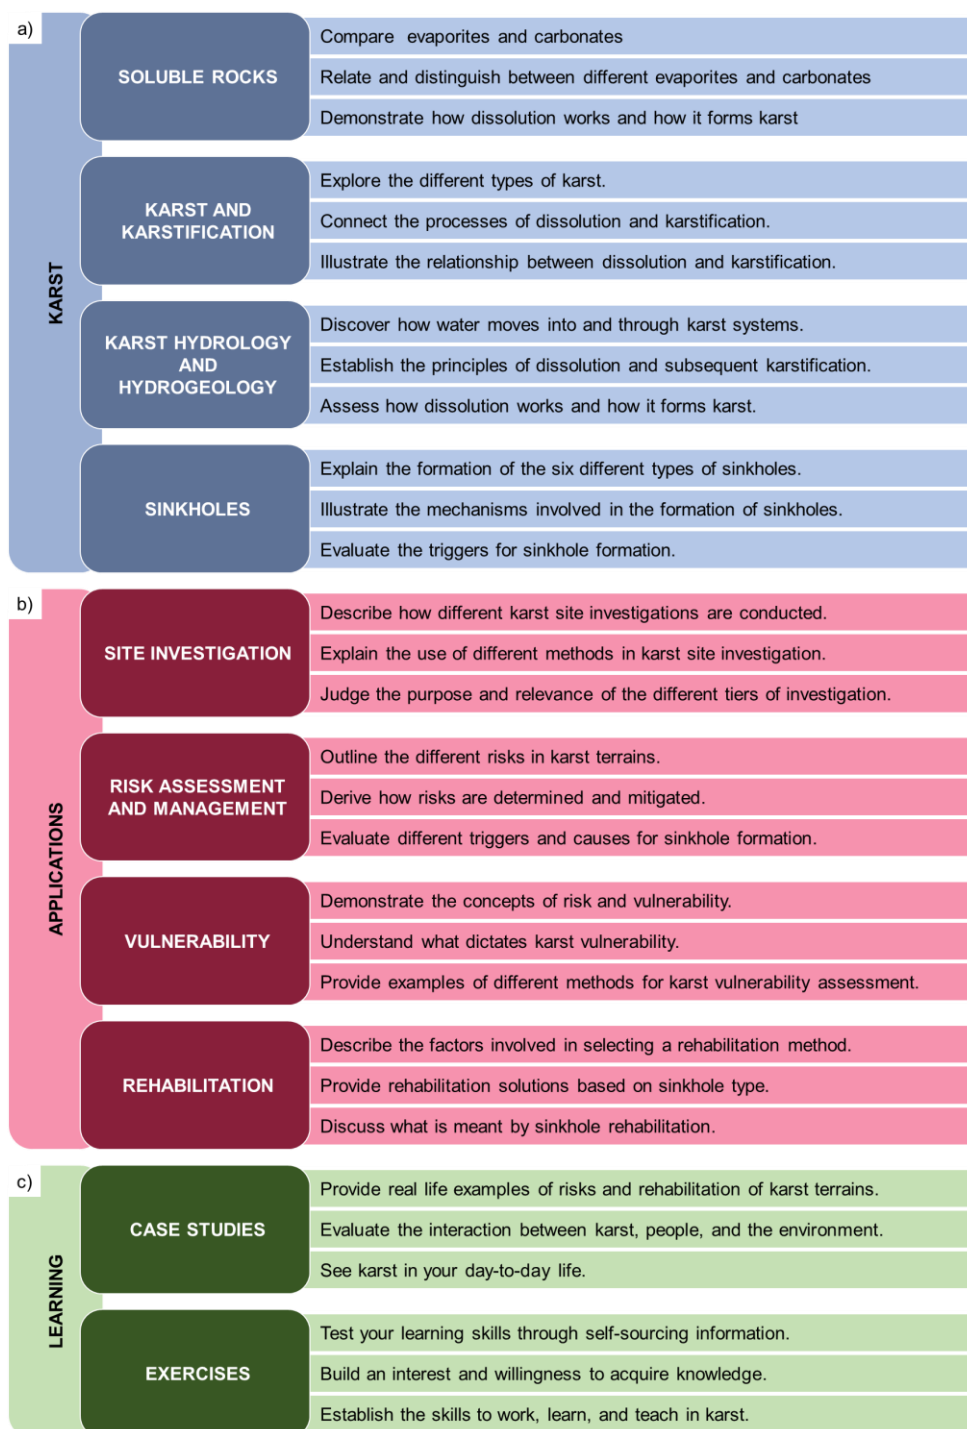 a)
KARST
SOLUBLE ROCKS
Compare evaporites and carbonates
Relate and distinguish between different evaporites and carbonates
Demonstrate how dissolution works and how it forms karst
KARST AND
KARSTIFICATION
Explore the different types of karst.
Connect the processes of dissolution and karstification.
Illustrate the relationship between dissolution and karstification.
KARST HYDROLOGY
AND
HYDROGEOLOGY
Discover how water moves into and through karst systems.
Establish the principles of dissolution and subsequent karstification.
Assess how dissolution works and how it forms karst.
SINKHOLES
Explain the formation of the six different types of sinkholes.
Illustrate the mechanisms involved in the formation of sinkholes.
Evaluate the triggers for sinkhole formation.
b)
APPLICATIONS
SITE INVESTIGATION
Describe how different karst site investigations are conducted.
Explain the use of different methods in karst site investigation.
Judge the purpose and relevance of the different tiers of investigation.
RISK ASSESSMENT
AND MANAGEMENT
Outline the different risks in karst terrains.
Derive how risks are determined and mitigated.
Evaluate different triggers and causes for sinkhole formation.
VULNERABILITY
Demonstrate the concepts of risk and vulnerability.
Understand what dictates karst vulnerability.
Provide examples of different methods for karst vulnerability assessment.
REHABILITATION
Describe the factors involved in selecting a rehabilitation method.
Provide rehabilitation solutions based on sinkhole type.
Discuss what is meant by sinkhole rehabilitation.
c)
LEARNING
CASE STUDIES
Provide real life examples of risks and rehabilitation of karst terrains.
Evaluate the interaction between karst, people, and the environment.
See karst in your day-to-day life.
EXERCISES
Test your learning skills through self-sourcing information.
Build an interest and willingness to acquire knowledge.
Establish the skills to work, learn, and teach in karst.